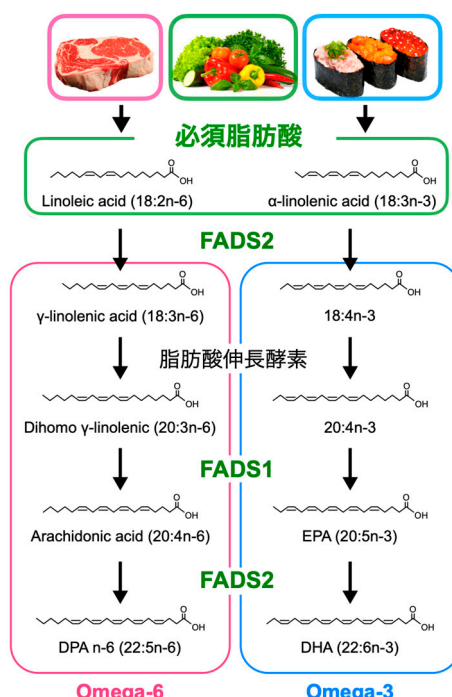 必須脂肪酸
O
OH
O
OH
Linoleic acid (18:2n-6)
α-linolenic acid (18:3n-3)
FADS2
O
OH
O
OH
γ-linolenic acid (18:3n-6)
18:4n-3
脂肪酸伸長酵素
O
OH
O
OH
Dihomo γ-linolenic (20:3n-6)
20:4n-3
FADS1
O
OH
O
OH
Arachidonic acid (20:4n-6)
EPA (20:5n-3)
FADS2
O
OH
O
OH
DPA n-6 (22:5n-6)
DHA (22:6n-3)
Omega-6
Omega-3